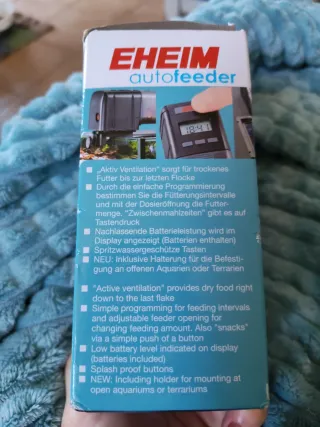 EHEIM
autofeeder
18:41
„Aktiv Ventilation" sorgt für trockenes
Futter bis zur letzten Flocke
Durch die einfache Programmierung
bestimmen Sie die Fütterungsintervalle
und mit der Dosieröffnung die Futter-
menge. "Zwischenmahlzeiten" gibt es auf
Tastendruck
Nachlassende Batterieleistung wird im
Display angezeigt (Batterien enthalten)
Spritzwassergeschütze Tasten
NEU: Inklusive Halterung für die Befesti-
gung an offenen Aquarien oder Terrarien
"Active ventilation" provides dry food right
down to the last flake
Simple programming for feeding intervals
and adjustable feeder opening for
changing feeding amount. Also "snacks"
via a simple push of a button
Low battery level indicated on display
(batteries included)
Splash proof buttons
NEW: Including holder for mounting at
open aquariums or terrariums